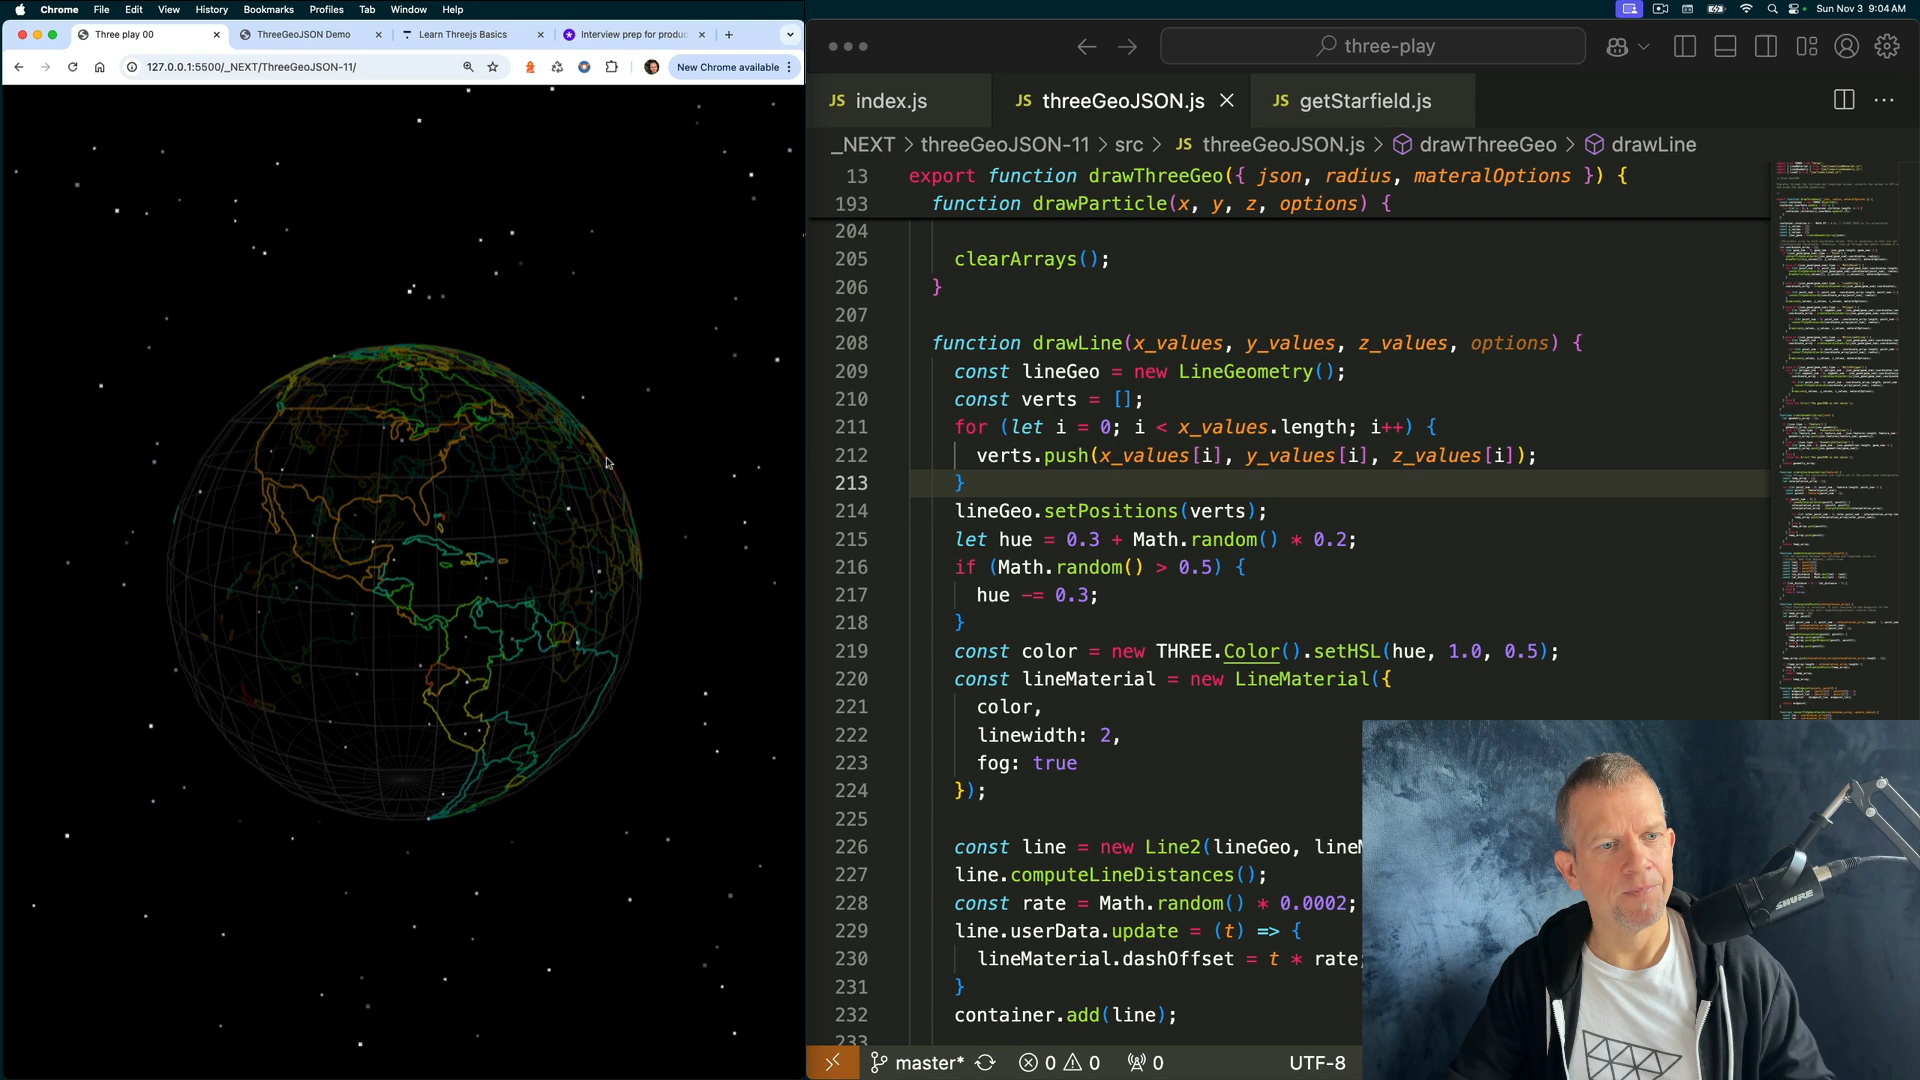 Chrome File Edit View History Bookmarks Profiles Tab Window Help
Sun Nov 3 9:04 AM
Three play 00
ThreeGeoJSON Demo
Learn Threejs Basics
Interview prep for produc
127.0.0.1:5500/_NEXT/ThreeGeoJSON-11/
New Chrome available
three-play
JS index.js
JS threeGeoJSON.js
JS getStarfield.js
_NEXT > threeGeoJSON-11 > src > JS threeGeoJSON.js > drawThreeGeo > drawLine
13 export function drawThreeGeo({ json, radius, materalOptions }) {
193 function drawParticle(x, y, z, options) {
204
205 clearArrays();
206 }
207
208 function drawLine(x_values, y_values, z_values, options) {
209 const lineGeo = new LineGeometry();
210 const verts = [];
211 for (let i = 0; i < x_values.length; i++) {
212 verts.push(x_values[i], y_values[i], z_values[i]);
213 }
214 lineGeo.setPositions(verts);
215 let hue = 0.3 + Math.random() * 0.2;
216 if (Math.random() > 0.5) {
217 hue -= 0.3;
218 }
219 const color = new THREE.Color().setHSL(hue, 1.0, 0.5);
220 const lineMaterial = new LineMaterial({
221 color,
222 linewidth: 2,
223 fog: true
224 });
225
226 const line = new Line2(lineGeo, lineM
227 line.computeLineDistances();
228 const rate = Math.random() * 0.0002;
229 line.userData.update = (t) => {
230 lineMaterial.dashOffset = t * rate;
231 }
232 container.add(line);
233
master* 0 0 0 UTF-8
SHURE